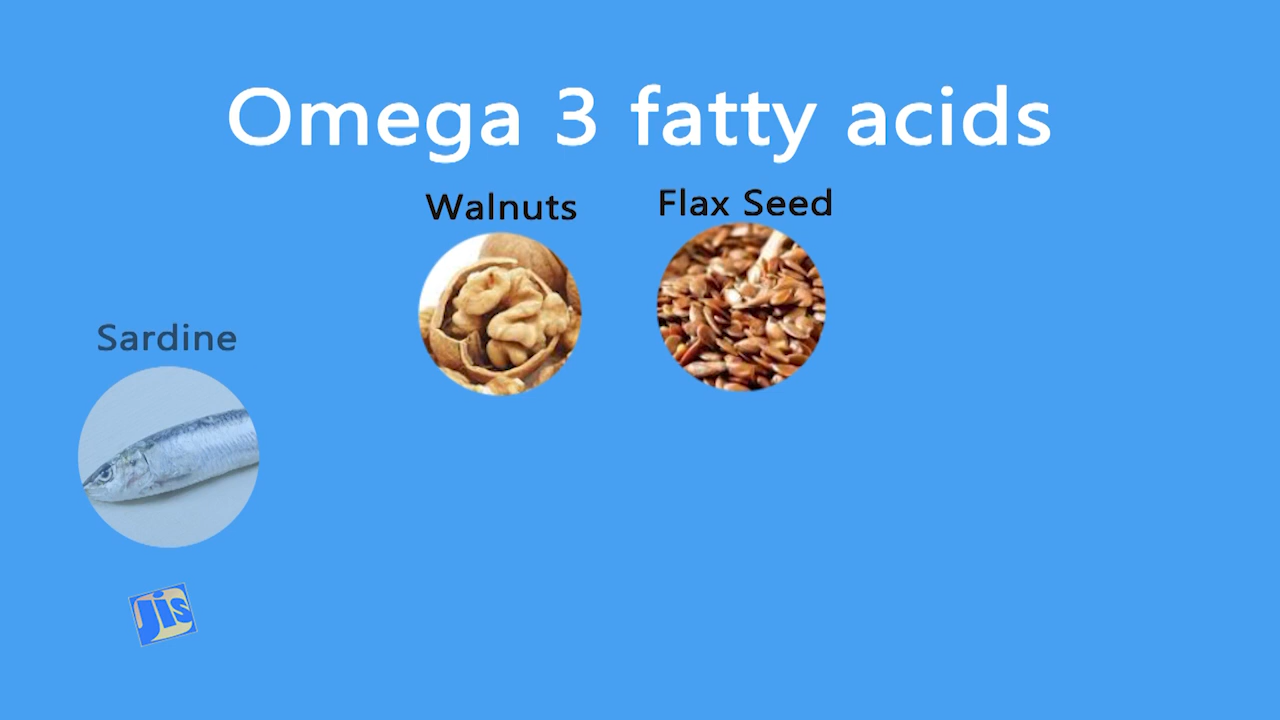 Omega 3 fatty acids
Walnuts
Flax Seed
Sardine
Jis